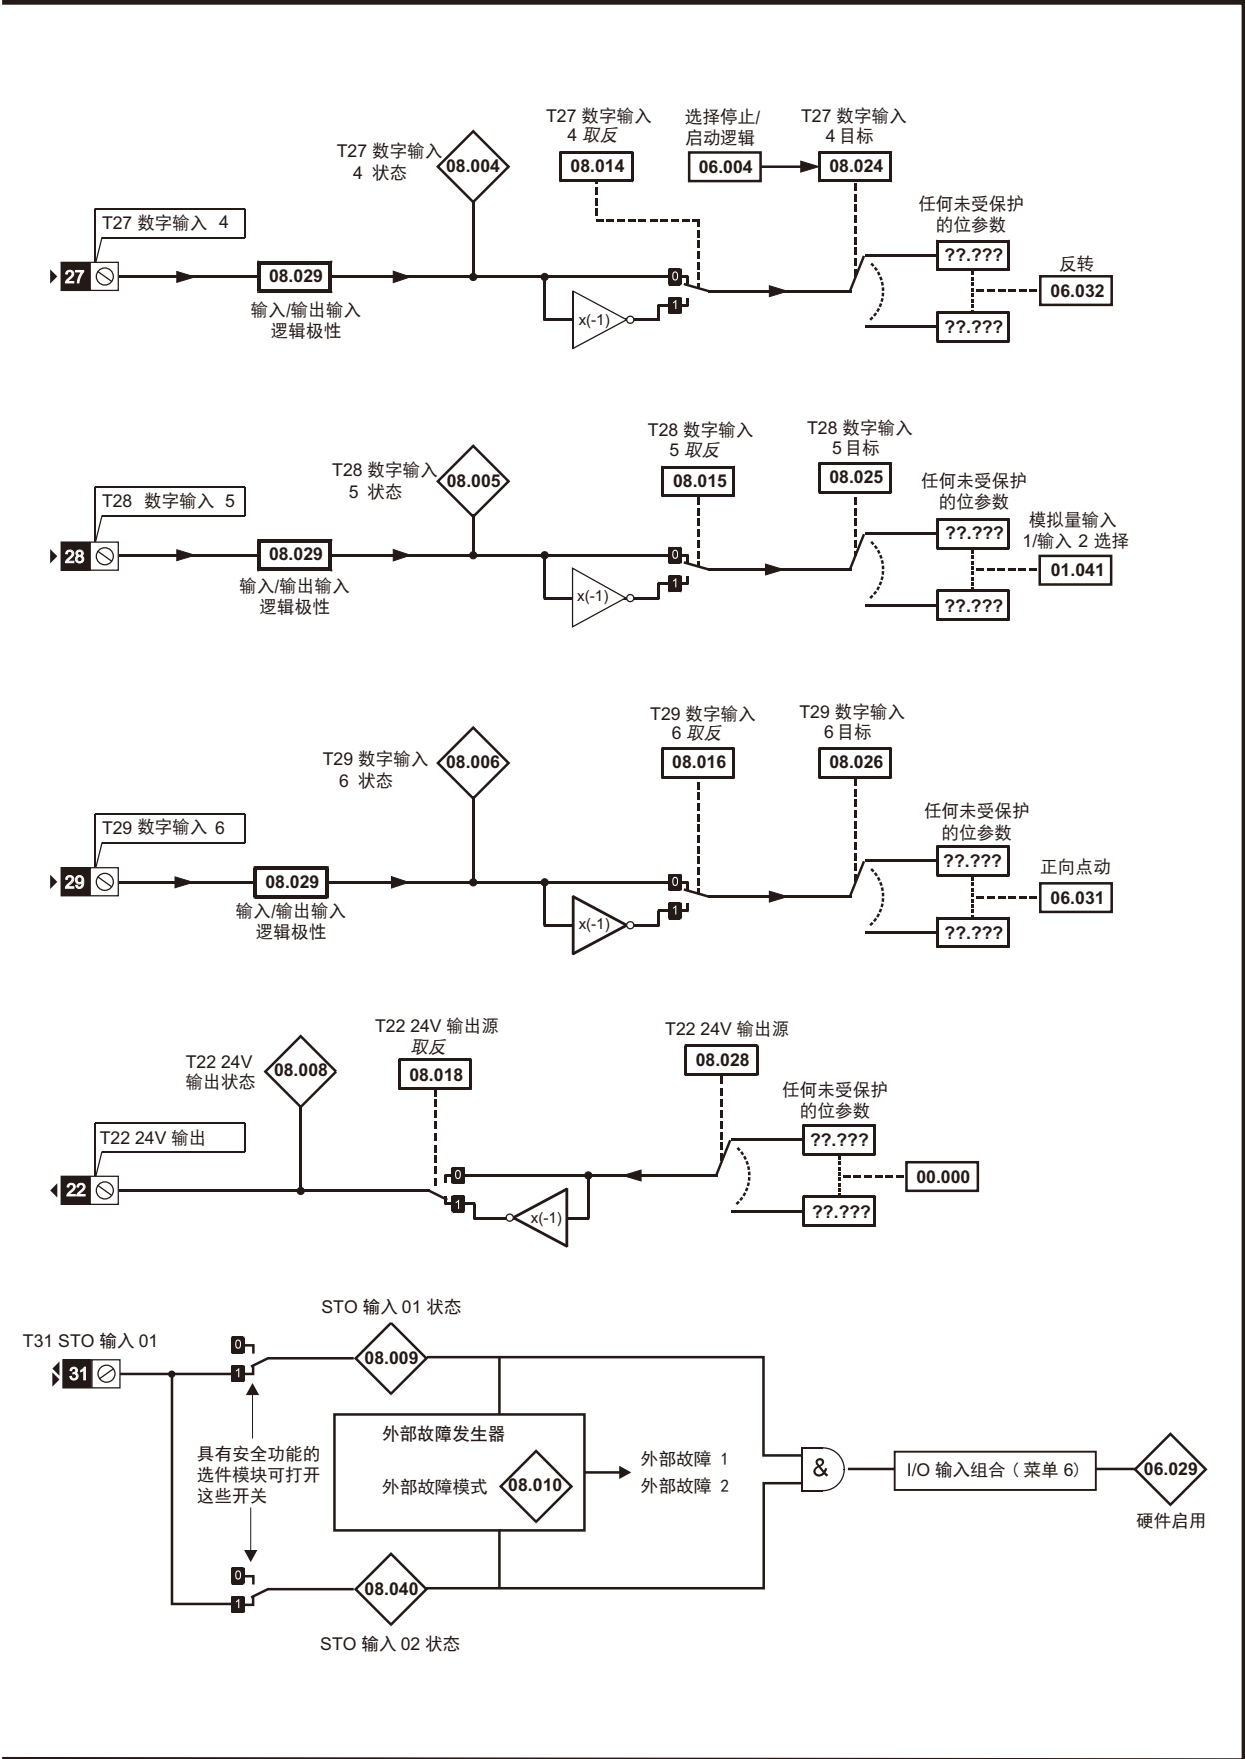 T27 数字输入
4 取反
选择停止/
启动逻辑
T27 数字输入
4 目标
T27 数字输入
4 状态
08.004
08.014
06.004
08.024
任何未受保护
的位参数
T27 数字输入 4
??.???
反转
27
08.029
0
06.032
输入/输出输入
逻辑极性
x(-1)
1
??.???
T28 数字输入
5 取反
T28 数字输入
5 目标
T28 数字输入
5 状态
08.005
08.015
08.025
任何未受保护
的位参数
T28 数字输入 5
??.???
模拟量输入
1/输入 2 选择
28
08.029
0
01.041
输入/输出输入
逻辑极性
x(-1)
1
??.???
T29 数字输入
6 取反
T29 数字输入
6 目标
T29 数字输入
6 状态
08.006
08.016
08.026
任何未受保护
的位参数
T29 数字输入 6
??.???
正向点动
29
08.029
0
06.031
输入/输出输入
逻辑极性
x(-1)
1
??.???
T22 24V 输出源
取反
T22 24V 输出源
T22 24V
输出状态
08.008
08.018
08.028
任何未受保护
的位参数
T22 24V 输出
??.???
22
0
00.000
1
x(-1)
??.???
STO 输入 01 状态
T31 STO 输入 01
0
31
1
08.009
外部故障发生器
具有安全功能的
选件模块可打开
这些开关
外部故障模式
08.010
外部故障 1
外部故障 2
&
I/O 输入组合（菜单 6）
06.029
硬件启用
0
1
08.040
STO 输入 02 状态